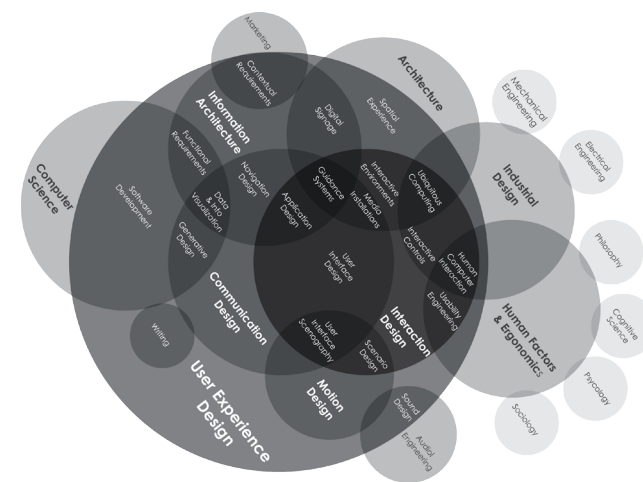 Marketing
Contextual
Requirements
Information
Architecture
Functional
Requirements
Digital
Signage
Spatial
Experience
Architecture
Mechanical
Engineering
Electrical
Engineering
Industrial
Design
Computer
Science
Software
Development
Data
& Info
Visualization
Navigation
Design
Generative
Design
Application
Design
Guidance
Systems
Interactive
Environments
Media
Installations
Ubiquitous
Computing
Interactive
Controls
Human
Computer
Interaction
Usability
Engineering
User
Interface
Design
Communication
Design
Interaction
Design
User
Interface
Scenography
Scenario
Design
Motion
Design
Writing
User Experience
Design
Sound
Design
Audio
Engineering
Human Factors
& Ergonomics
Philosophy
Cognitive
Science
Psycology
Sociology